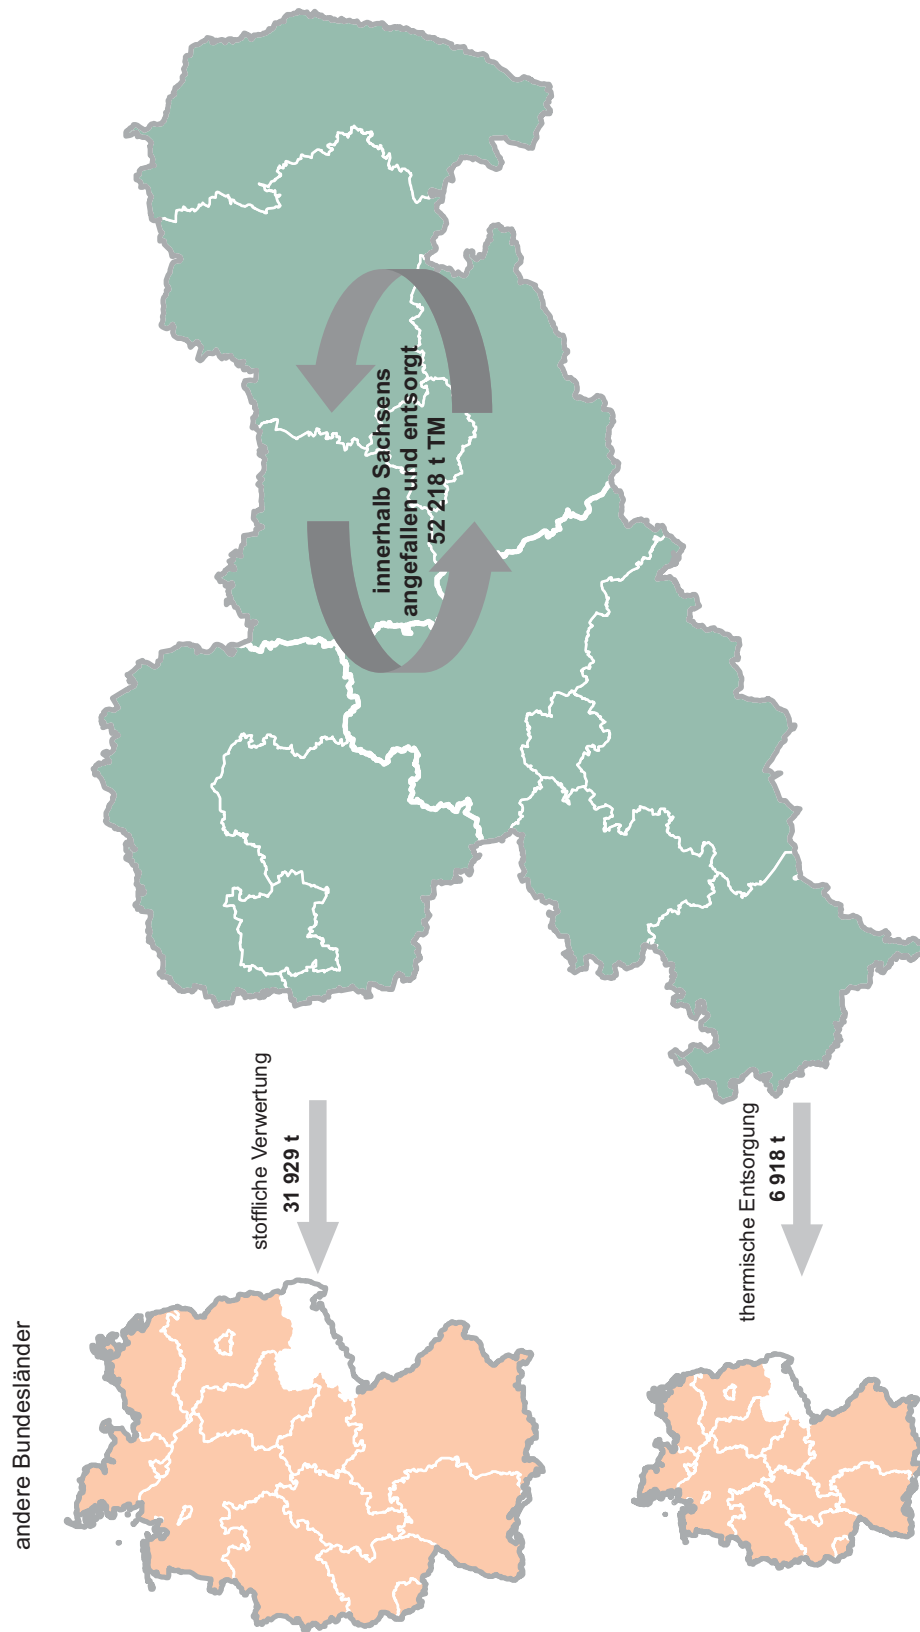 andere Bundesländer
stoffliche Verwertung
31 929 t
thermische Entsorgung
6 918 t
innerhalb Sachsens
angefallen und entsorgt
52 218 t TM